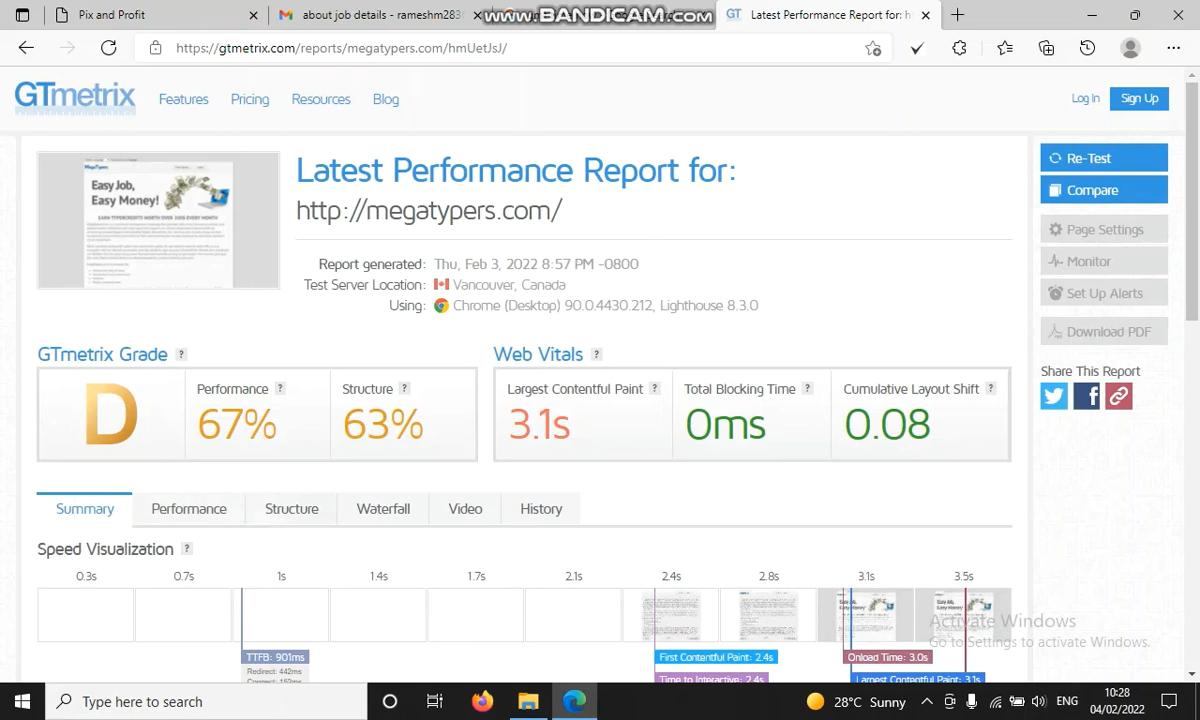 Pix and Profit
about job details - rameshm283
www.BANDICAM.com
GT Latest Performance Report for: h
https://gtmetrix.com/reports/megatypers.com/hmUetJsJ/
GTmetrix
Features
Pricing
Resources
Blog
Log In
Sign Up
MegaTypers
Easy Job,
Easy Money!
Latest Performance Report for:
http://megatypers.com/
Report generated: Thu, Feb 3, 2022 8:57 PM -0800
Test Server Location: Vancouver, Canada
Using: Chrome (Desktop) 90.0.4430.212, Lighthouse 8.3.0
Re-Test
Compare
Page Settings
Monitor
Set Up Alerts
Download PDF
Share This Report
GTmetrix Grade ?
Web Vitals ?
D
Performance ?
67%
Structure ?
63%
Largest Contentful Paint ?
3.1s
Total Blocking Time ?
0ms
Cumulative Layout Shift ?
0.08
Summary
Performance
Structure
Waterfall
Video
History
Speed Visualization ?
0.3s 0.7s 1s 1.4s 1.7s 2.1s 2.4s 2.8s 3.1s 3.5s
TTFB: 901ms
Redirect: 442ms
First Contentful Paint: 2.4s
Time to Interactive: 2.4s
Onload Time: 3.0s
Largest Contentful Paint: 3.1s
Activate Windows
Go to Settings to activate Windows.
Type here to search
28°C Sunny
ENG
10:28
04/02/2022